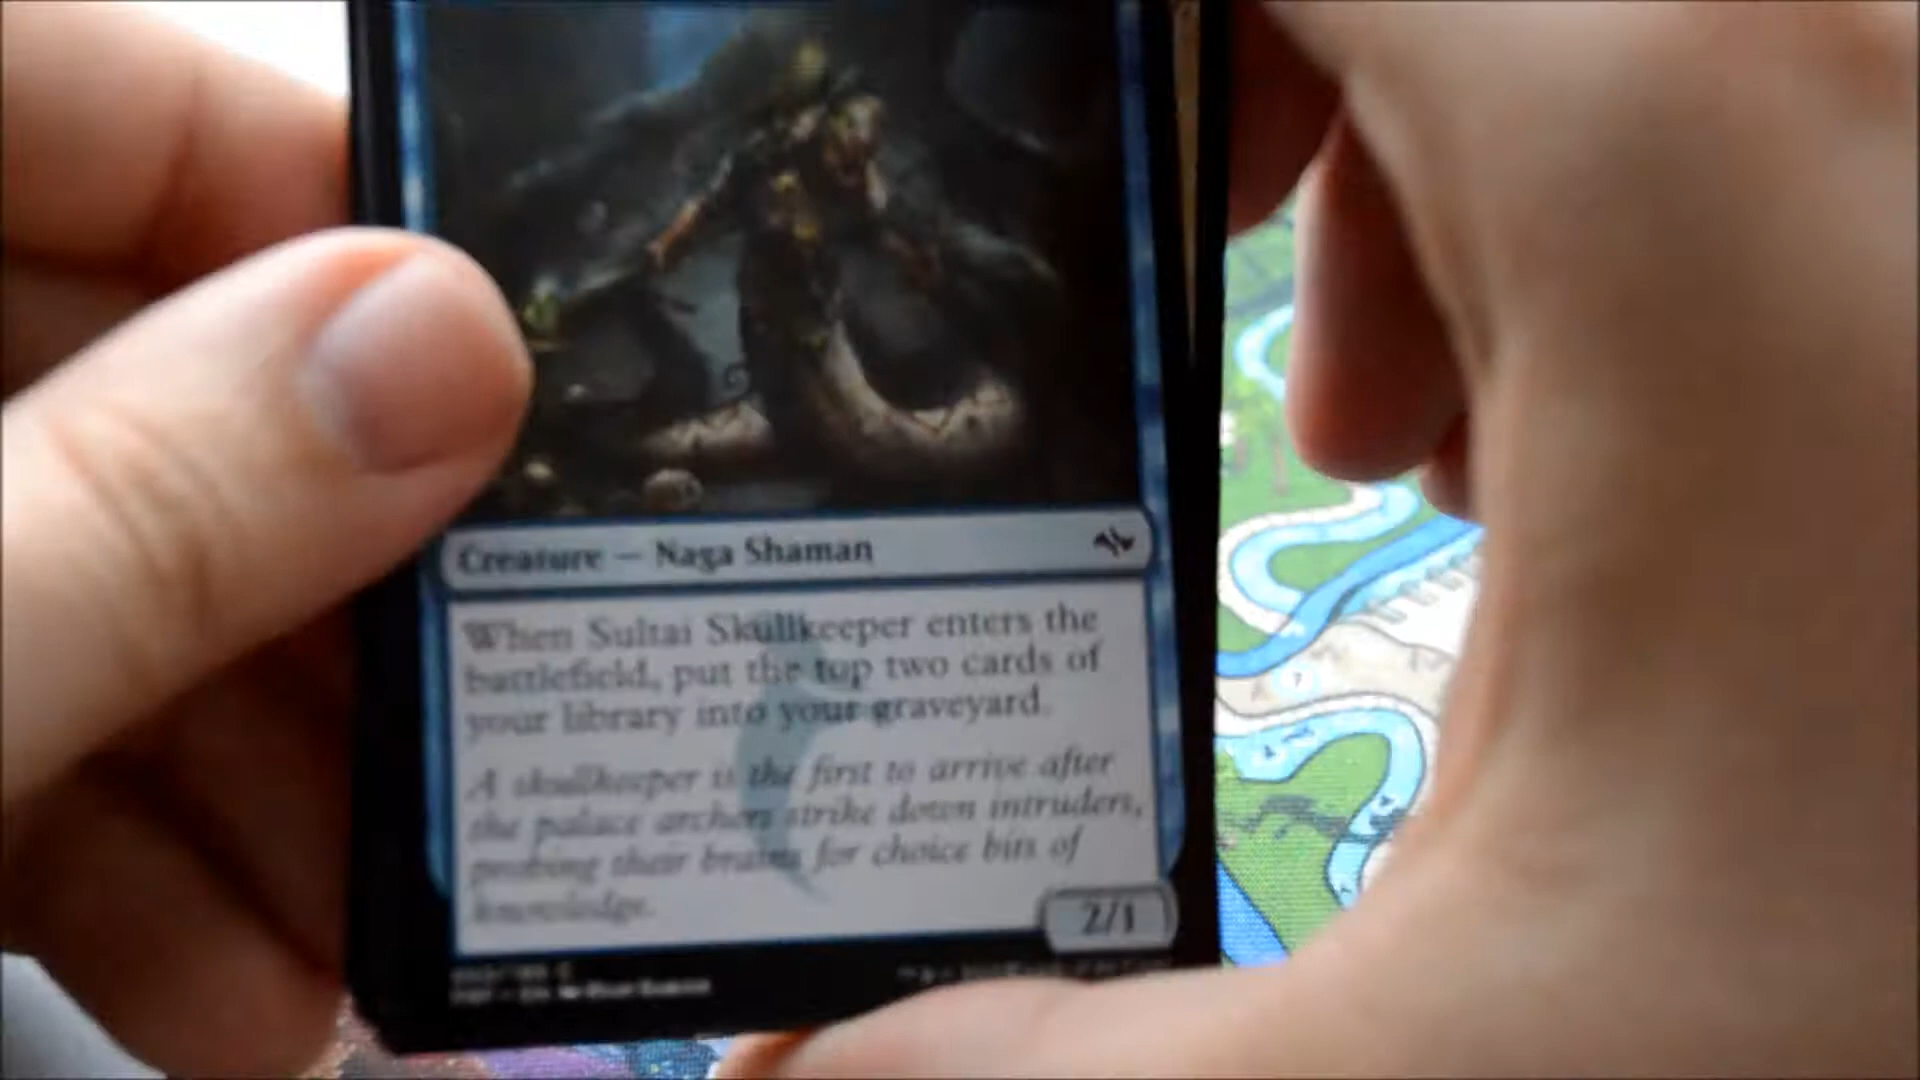 Creature — Naga Shaman
When Sultai Skullkeeper enters the
battlefield, put the top two cards of
your library into your graveyard.
A skullkeeper is the first to arrive after
the palace archers strike down intruders,
probing their brains for choice bits of
knowledge.
2/1